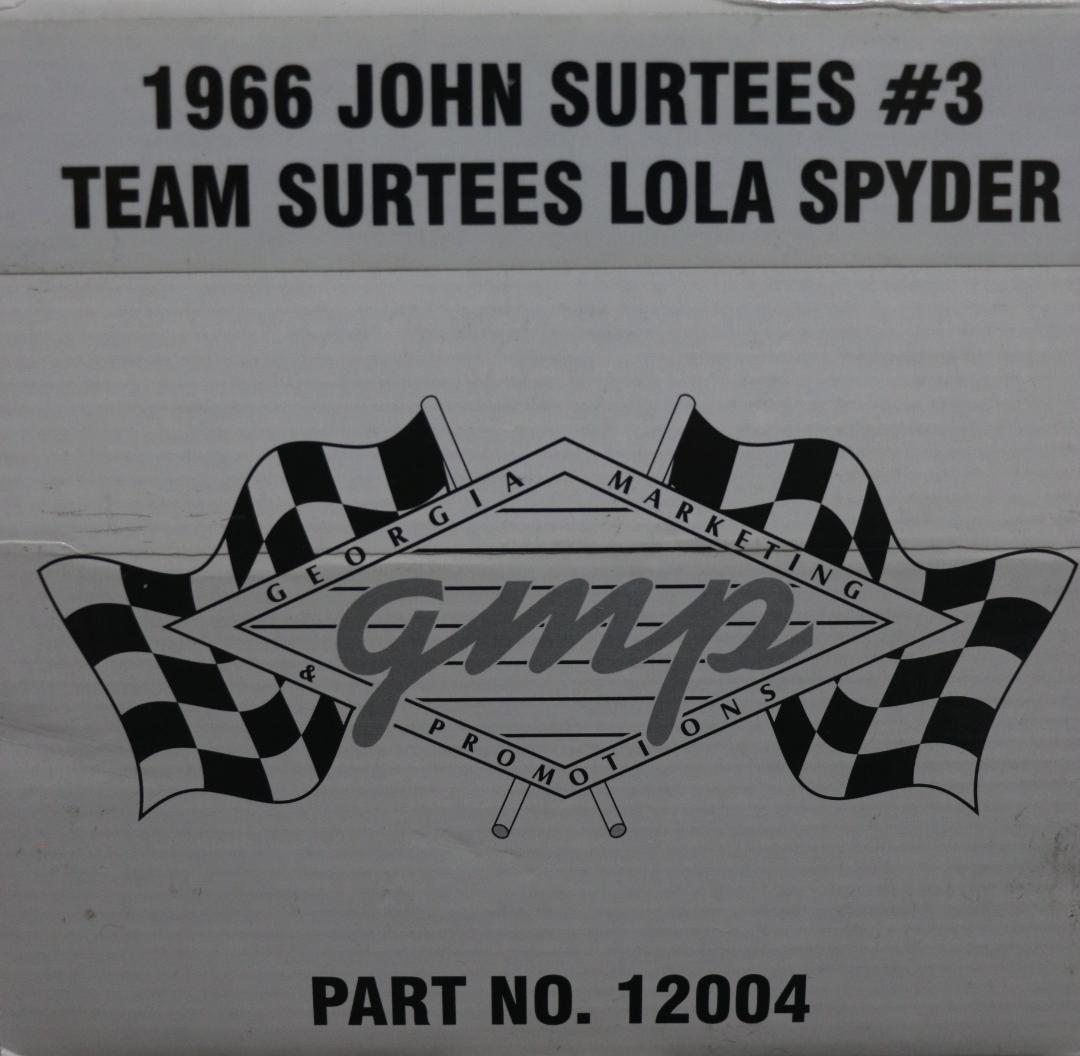 1966 JOHN SURTEES #3
TEAM SURTEES LOLA SPYDER
GEORGIA MARKETING
gmp
& PROMOTIONS
PART NO. 12004